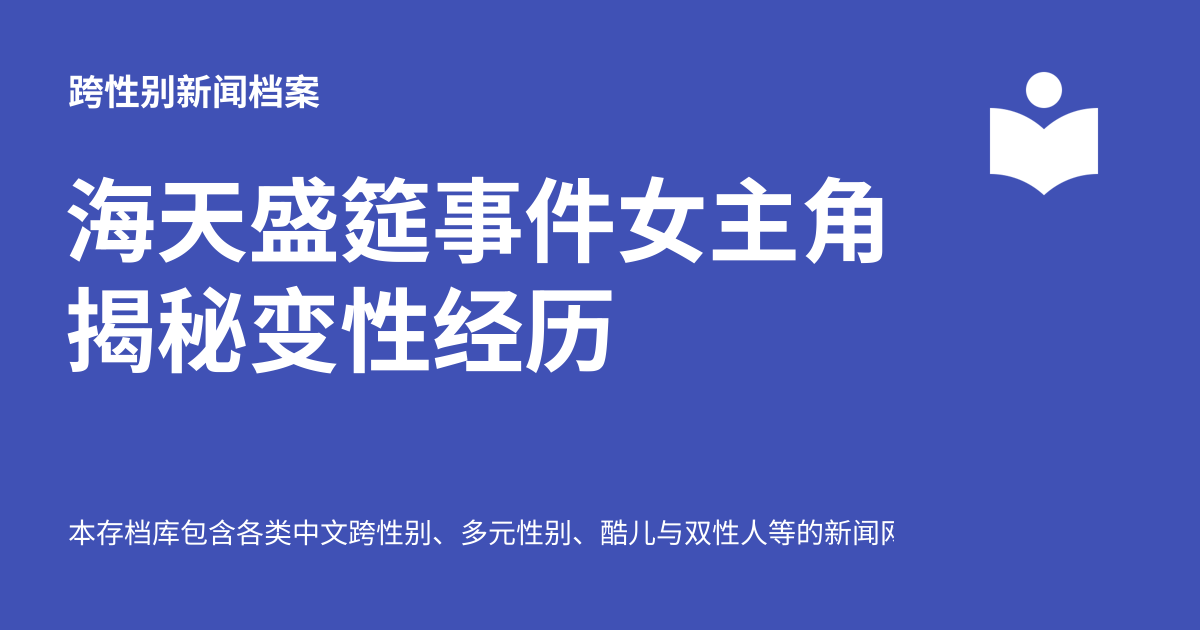 跨性别新闻档案
海天盛筵事件女主角
揭秘变性经历
本存档库包含各类中文跨性别、多元性别、酷儿与双性人等的新闻网